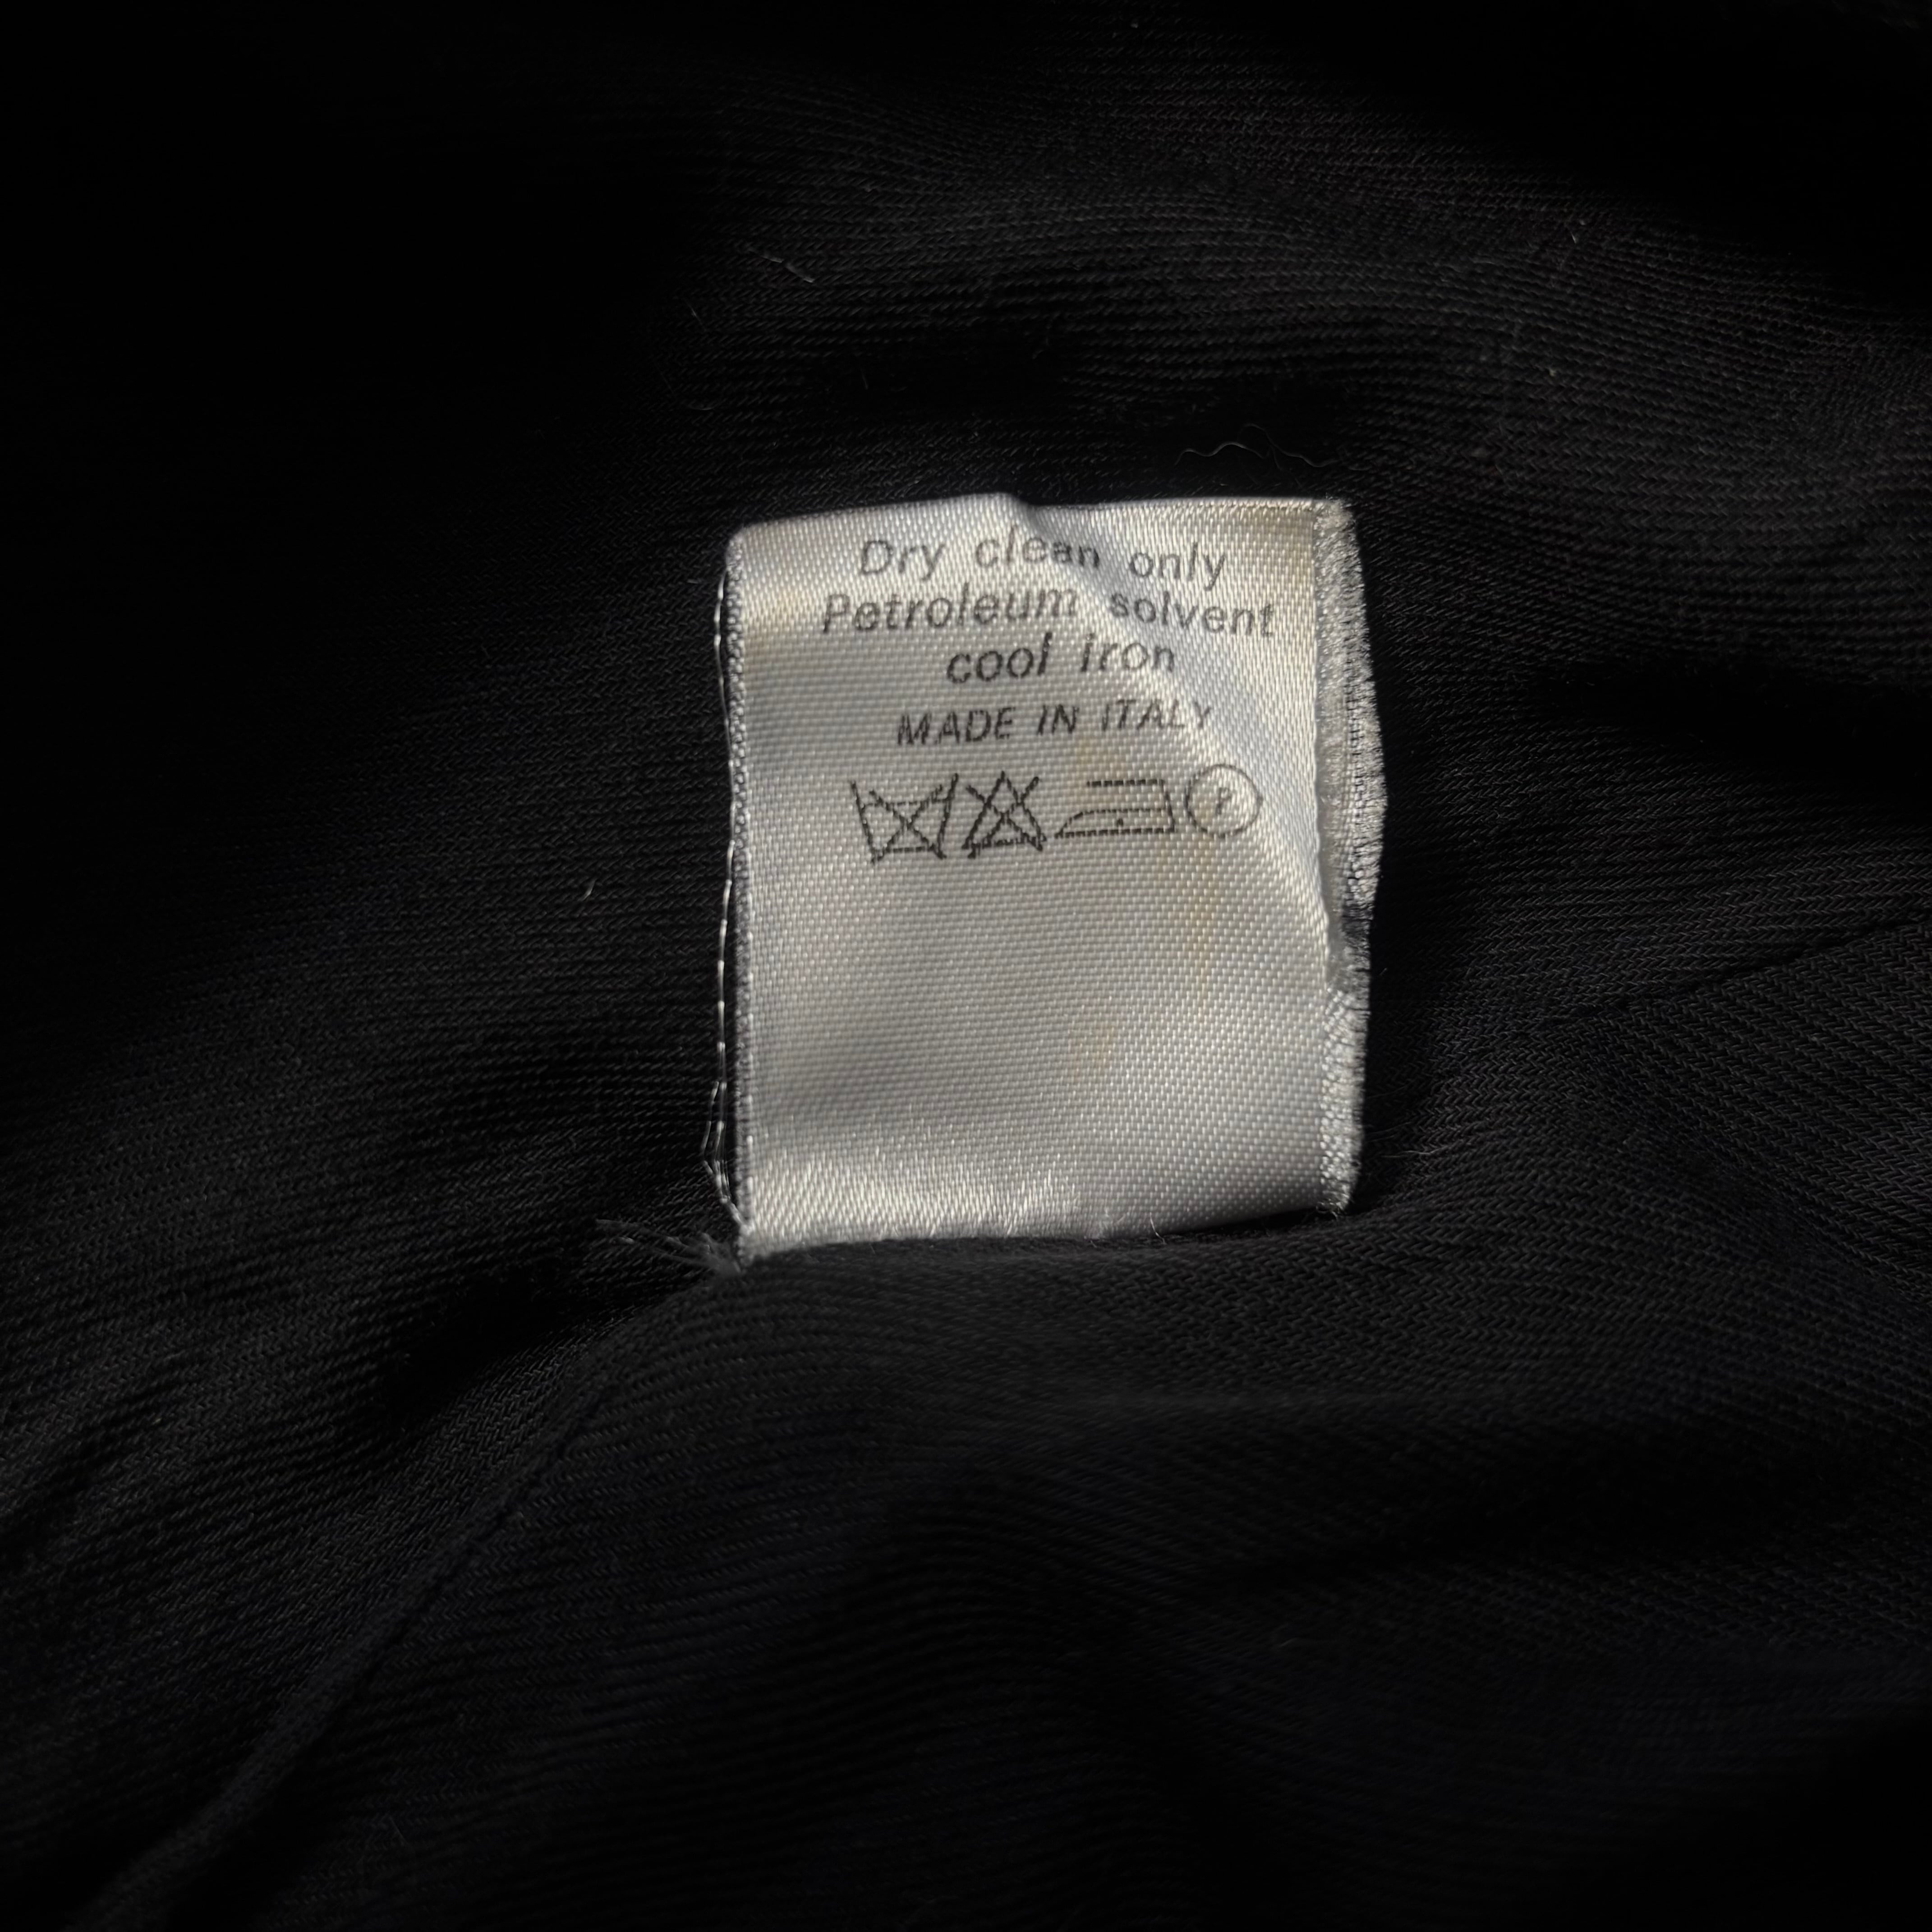 Dry clean only
Petroleum solvent
cool iron
MADE IN ITALY
P